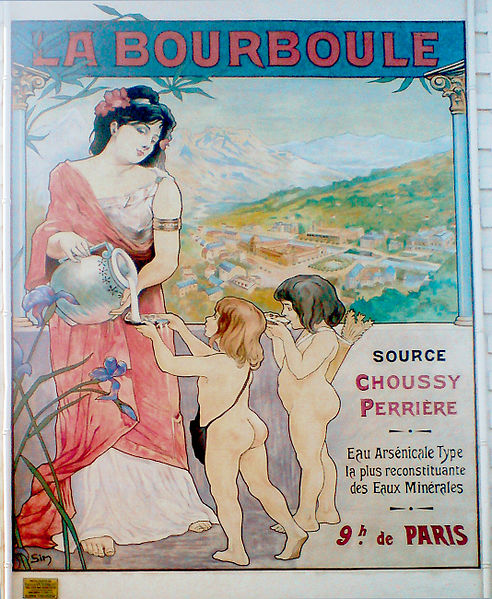 LA BOURBOULE
SOURCE
CHOUSSY
PERRIÈRE
Eau Arsénicale Type
la plus reconstituante
des Eaux Minérales
9h. de PARIS